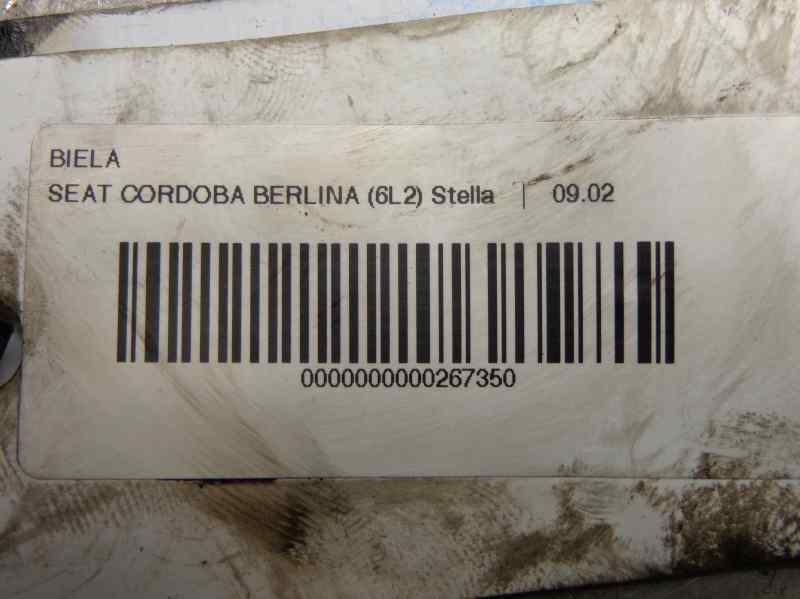 BIELA
SEAT CORDOBA BERLINA (6L2) Stella | 09.02
0000000000267350